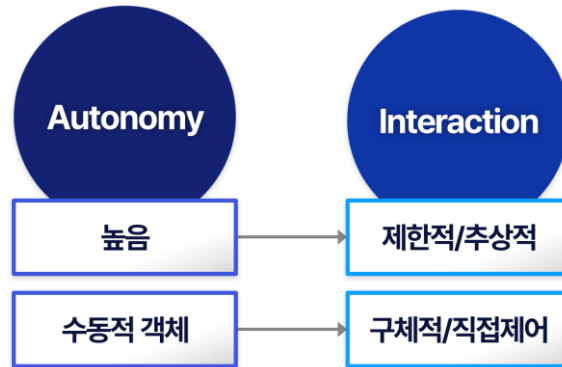 Autonomy
Interaction
높음
제한적/추상적
수동적 객체
구체적/직접제어